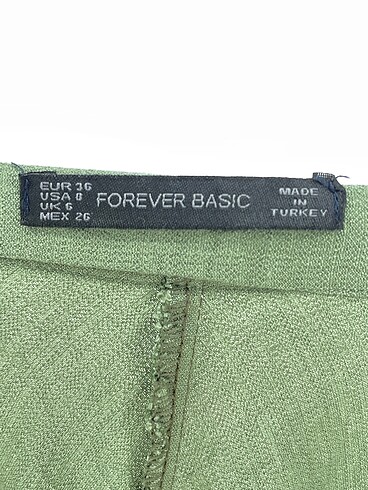 EUR 36
USA 8
UK 6
MEX 26
FOREVER BASIC
MADE
IN
TURKEY